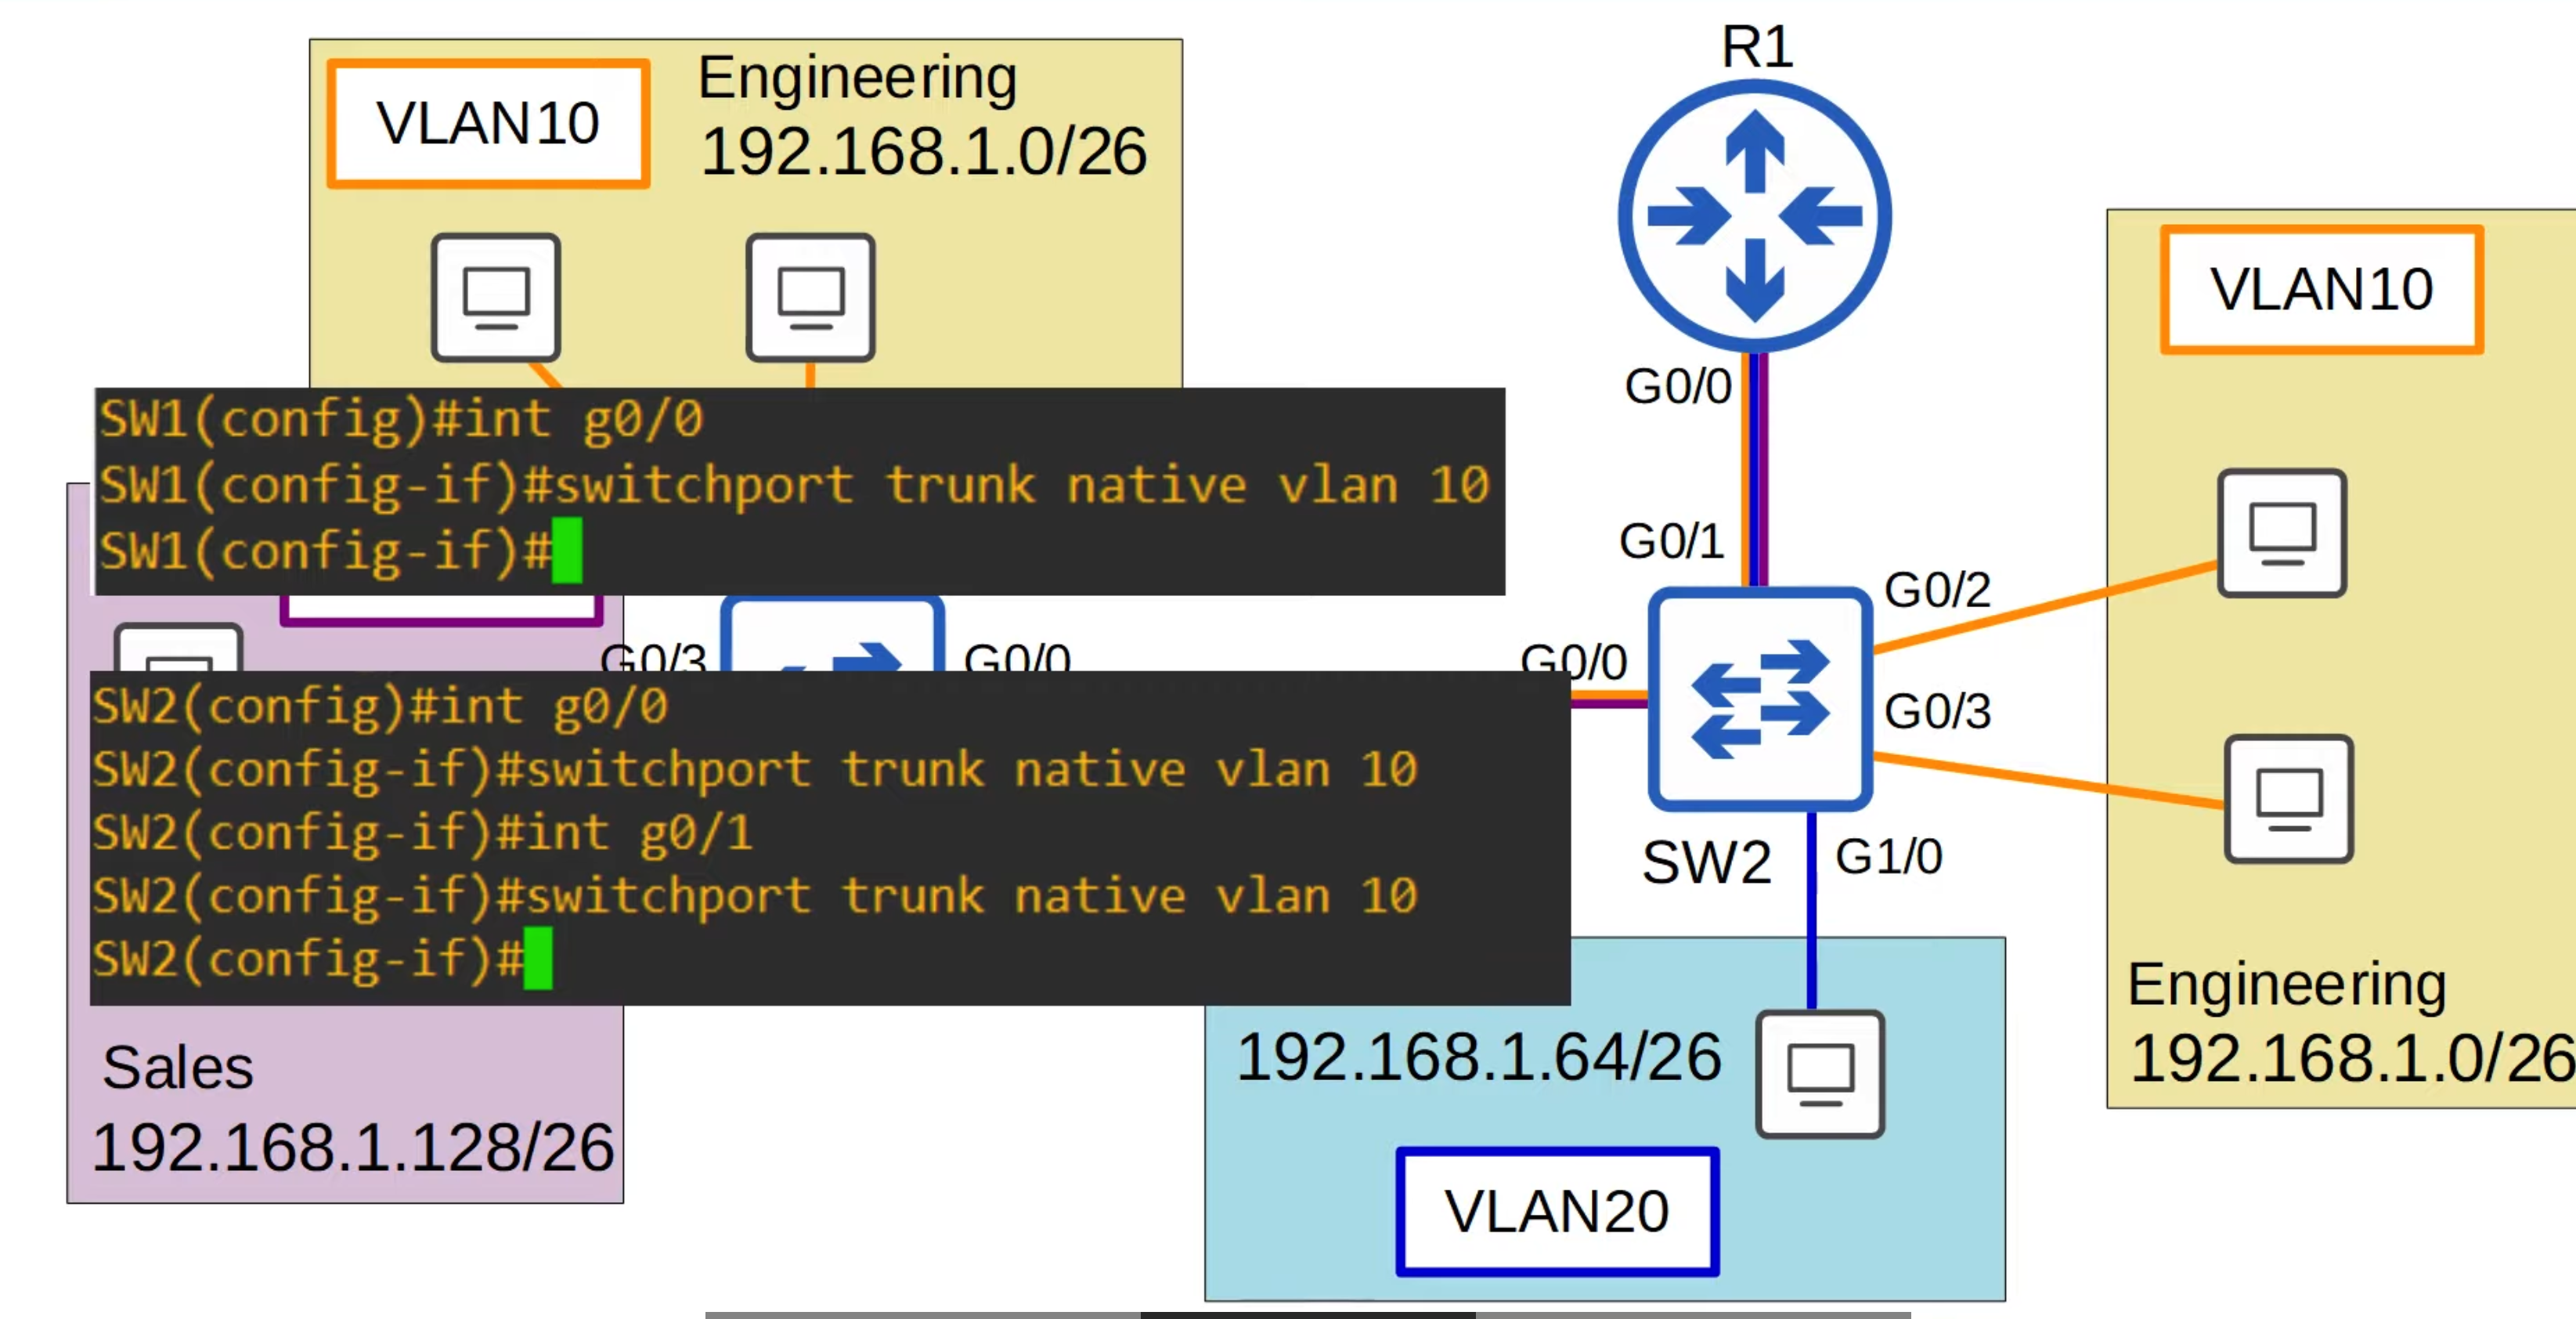 R1
Engineering
VLAN10
192.168.1.0/26
VLAN10
G0/0
SW1(config)#int g0/0
SW1(config-if)#switchport trunk native vlan 10
SW1(config-if)#
G0/1
G0/2
G0/3
G0/0
G0/0
G0/3
SW2(config)#int g0/0
SW2(config-if)#switchport trunk native vlan 10
SW2(config-if)#int g0/1
SW2(config-if)#switchport trunk native vlan 10
SW2(config-if)#
SW2
G1/0
Engineering
192.168.1.0/26
Sales
192.168.1.128/26
192.168.1.64/26
VLAN20